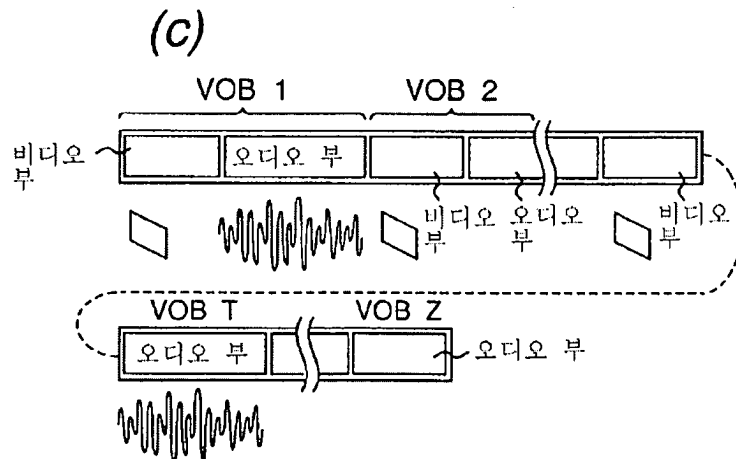 (c)
VOB 1 VOB 2
비디오
부
오디오 부
비디오
부
오디오
부
비디오
부
VOB T VOB Z
오디오 부
오디오 부